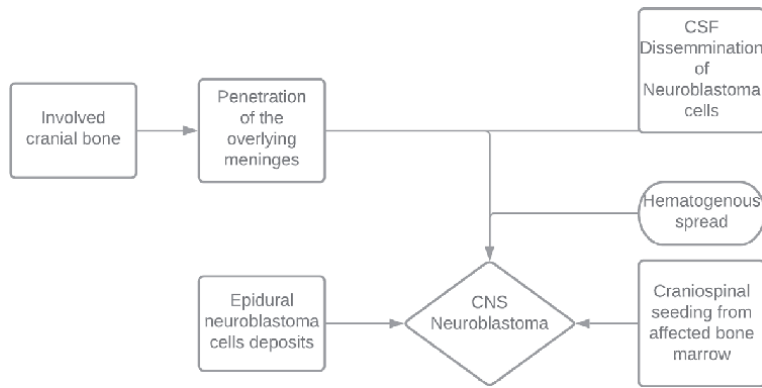 Involved
cranial bone
Penetration
of the
overlying
meninges
CSF
Dissemmination
of
Neuroblastoma
cells
Hematogenous
spread
Epidural
neuroblastoma
cells deposits
CNS
Neuroblastoma
Craniospinal
seeding from
affected bone
marrow